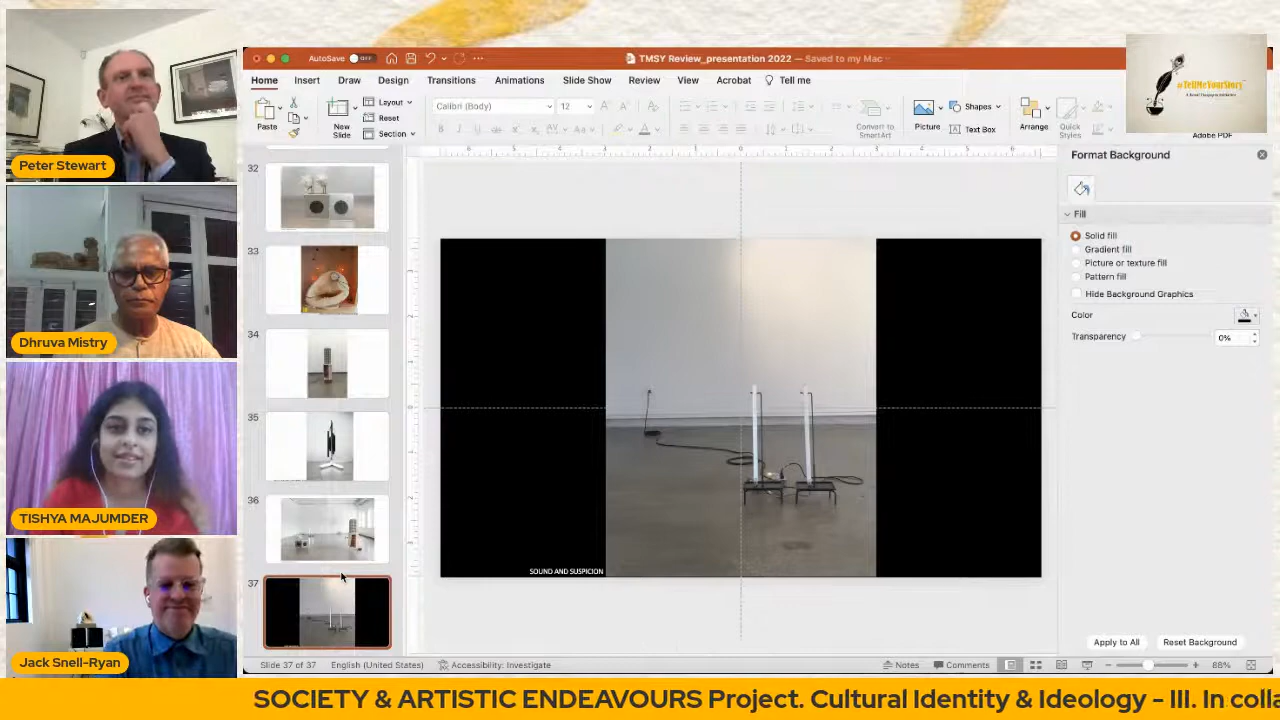 Peter Stewart
Dhruva Mistry
TISHYA MAJUMDER
Jack Snell-Ryan
AutoSave OFF
TMSY Review_presentation 2022 — Saved to my Mac
Home Insert Draw Design Transitions Animations Slide Show Review View Acrobat Tell me
Paste
New
Slide
Layout
Reset
Section
Calibri (Body) 12
Convert to
SmartArt
Picture
Shapes
Text Box
Arrange
Quick
Styles
Adobe PDF
#TellMeYourStory
32
33
34
35
36
37
SOUND AND SUSPICION
Format Background
Fill
Solid fill
Gradient fill
Picture or texture fill
Pattern fill
Hide Background Graphics
Color
Transparency 0%
Apply to All Reset Background
Slide 37 of 37 English (United States) Accessibility: Investigate Notes Comments 88%
SOCIETY & ARTISTIC ENDEAVOURS Project. Cultural Identity & Ideology - III. In colla